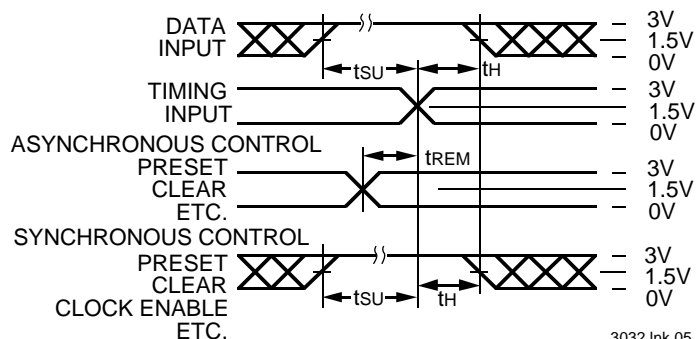 DATA
INPUT
3V
1.5V
0V
tSU
tH
TIMING
INPUT
3V
1.5V
0V
ASYNCHRONOUS CONTROL
PRESET
CLEAR
ETC.
tREM
3V
1.5V
0V
SYNCHRONOUS CONTROL
PRESET
CLEAR
CLOCK ENABLE
ETC.
tSU
tH
3V
1.5V
0V
3032 lnk 05